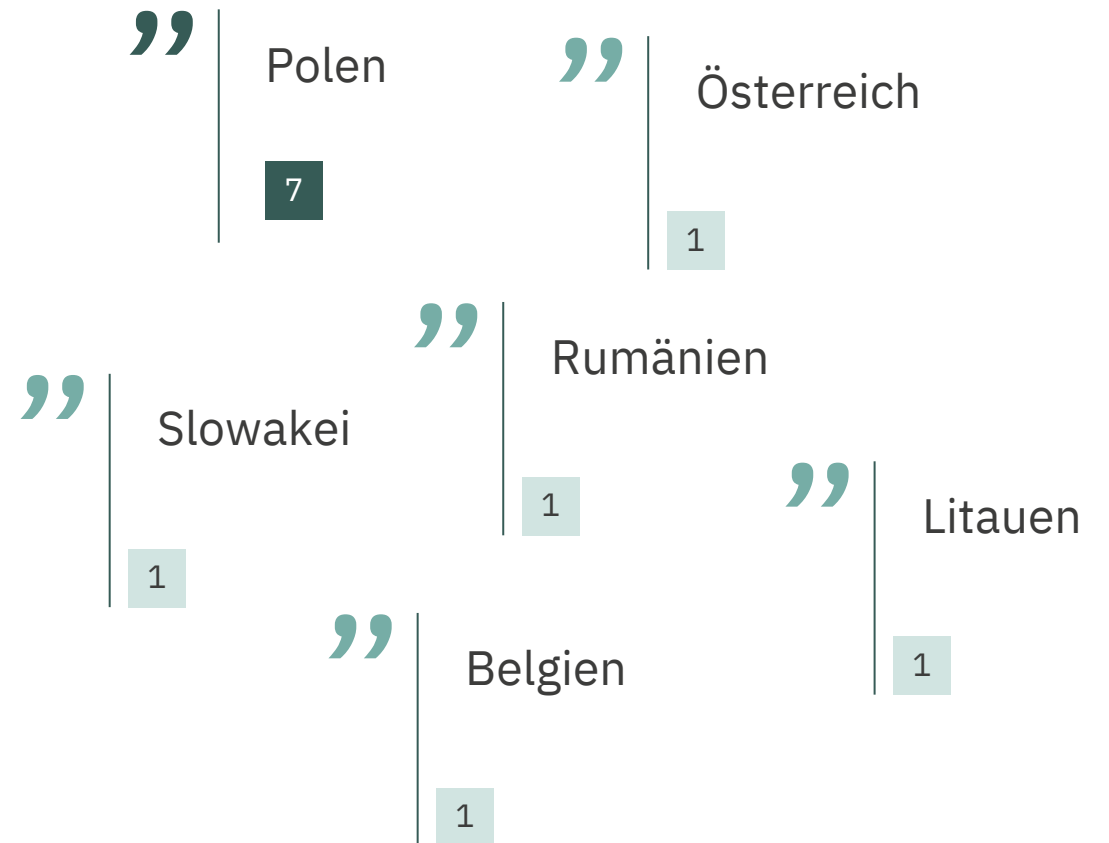 ”
Polen
7
”
Österreich
1
”
Rumänien
1
”
Slowakei
1
”
Litauen
1
”
Belgien
1